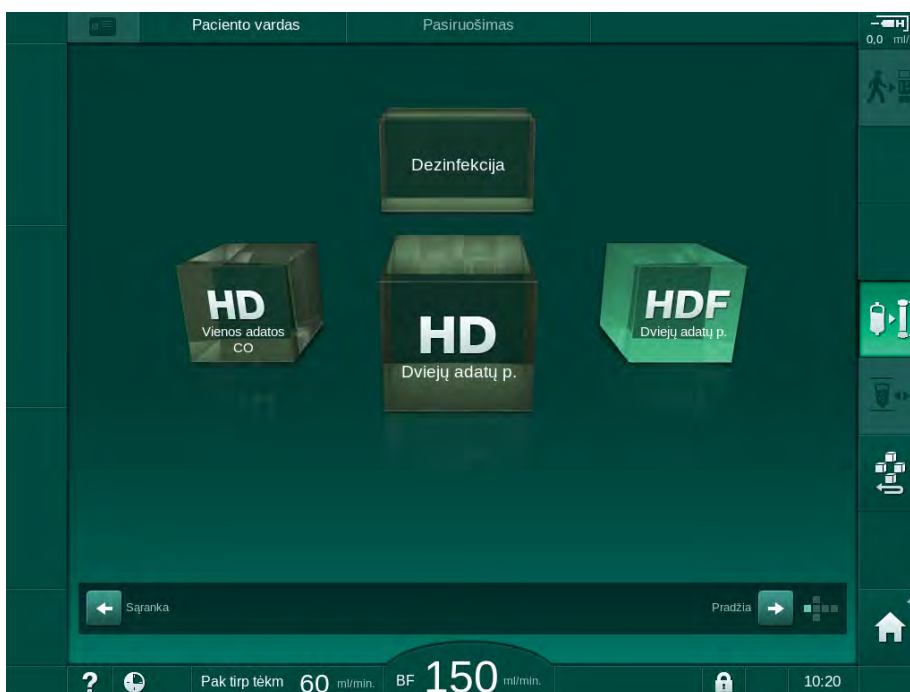 Paciento vardas
Pasiruošimas
0,0 ml/
Dezinfekcija
HD
Vienos adatos
CO
HD
Dviejų adatų p.
HDF
Dviejų adatų p.
Sąranka
Pradžia
? Pak tirp tėkm 60 ml/min. BF 150 ml/min. 10:20